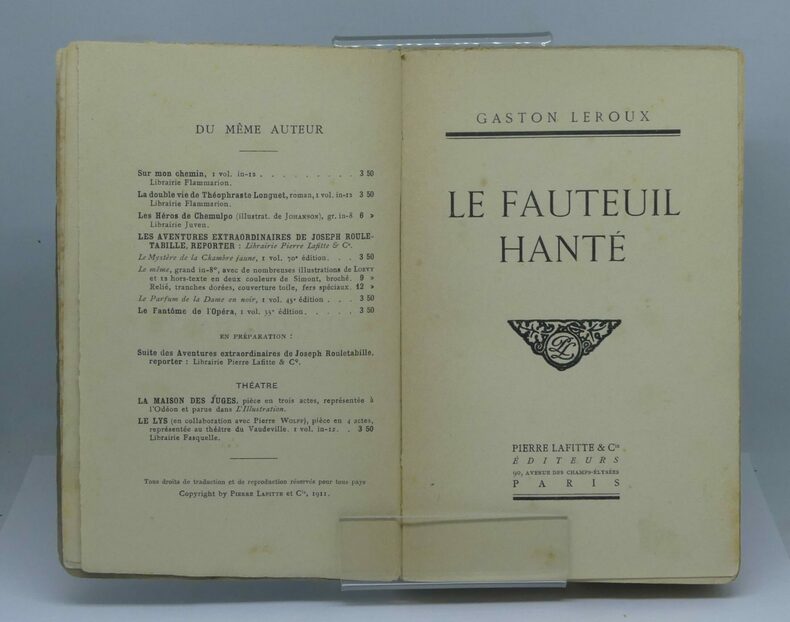 DU MÊME AUTEUR
Sur mon chemin, 1 vol. in-12 . . . . . . . . . 3 50
Librairie Flammarion.
La double vie de Théophraste Longuet, roman, 1 vol. in-12 3 50
Librairie Flammarion.
Les Héros de Chemulpo (illustrat. de JOHANSON), gr. in-8 6 »
Librairie Juven.
LES AVENTURES EXTRAORDINAIRES DE JOSEPH ROULE-
TABILLE, REPORTER : Librairie Pierre Lafitte & Cº.
Le Mystère de la Chambre jaune, 1 vol. 70e édition. . . 3 50
Le même, grand in-8º, avec de nombreuses illustrations de LOEVY
et 12 hors-texte en deux couleurs de Simont, broché. 9 »
Relié, tranches dorées, couverture toile, fers spéciaux. 12 »
Le Parfum de la Dame en noir, 1 vol. 45e édition . . . 3 50
Le Fantôme de l'Opéra, 1 vol. 35e édition. . . . . . 3 50
EN PRÉPARATION :
Suite des Aventures extraordinaires de Joseph Rouletabille,
reporter : Librairie Pierre Lafitte & Cº.
THÉATRE
LA MAISON DES JUGES, pièce en trois actes, représentée à
l'Odéon et parue dans L'Illustration.
LE LYS (en collaboration avec Pierre WOLFF), pièce en 4 actes,
représentée au théâtre du Vaudeville. 1 vol. in-12. . 3 50
Librairie Fasquelle.
Tous droits de traduction et de reproduction réservés pour tous pays
Copyright by PIERRE LAFITTE et Cie, 1911.
GASTON LEROUX
LE FAUTEUIL
HANTÉ
PL
PIERRE LAFITTE & Cie
ÉDITEURS
90, AVENUE DES CHAMPS-ÉLYSÉES
PARIS